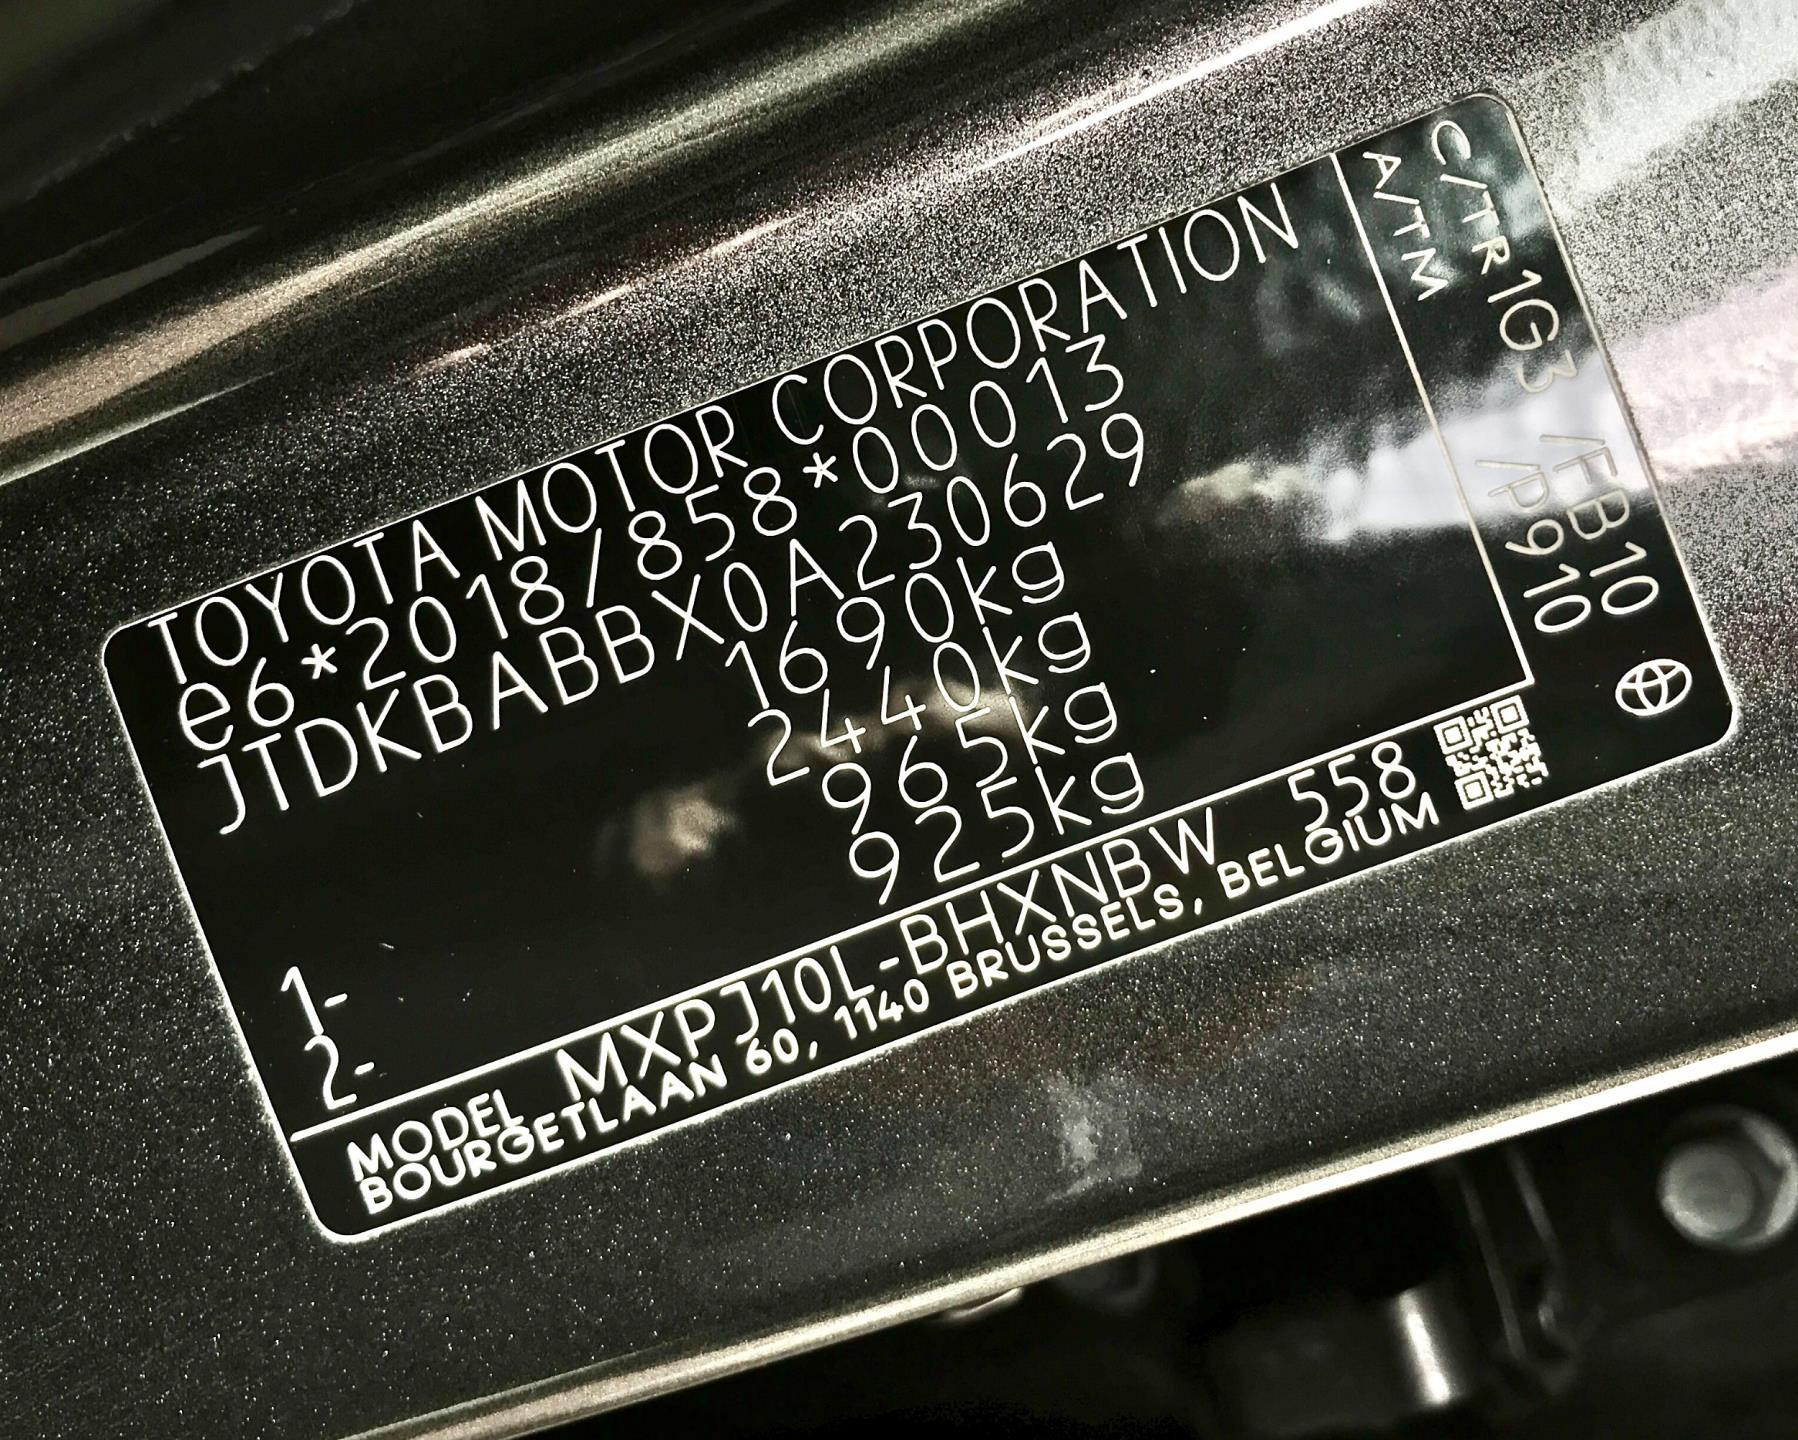 TOYOTA MOTOR CORPORATION
e6*2018/858*00013
JTDKBABBX0A230629
1690kg
2440kg
1- 965kg
2- 925kg
MODEL MXPJ10L-BHXNBW 558
BOURGETLAAN 60, 1140 BRUSSELS, BELGIUM
C/TR 1G3 /FB10
A/TM /P910